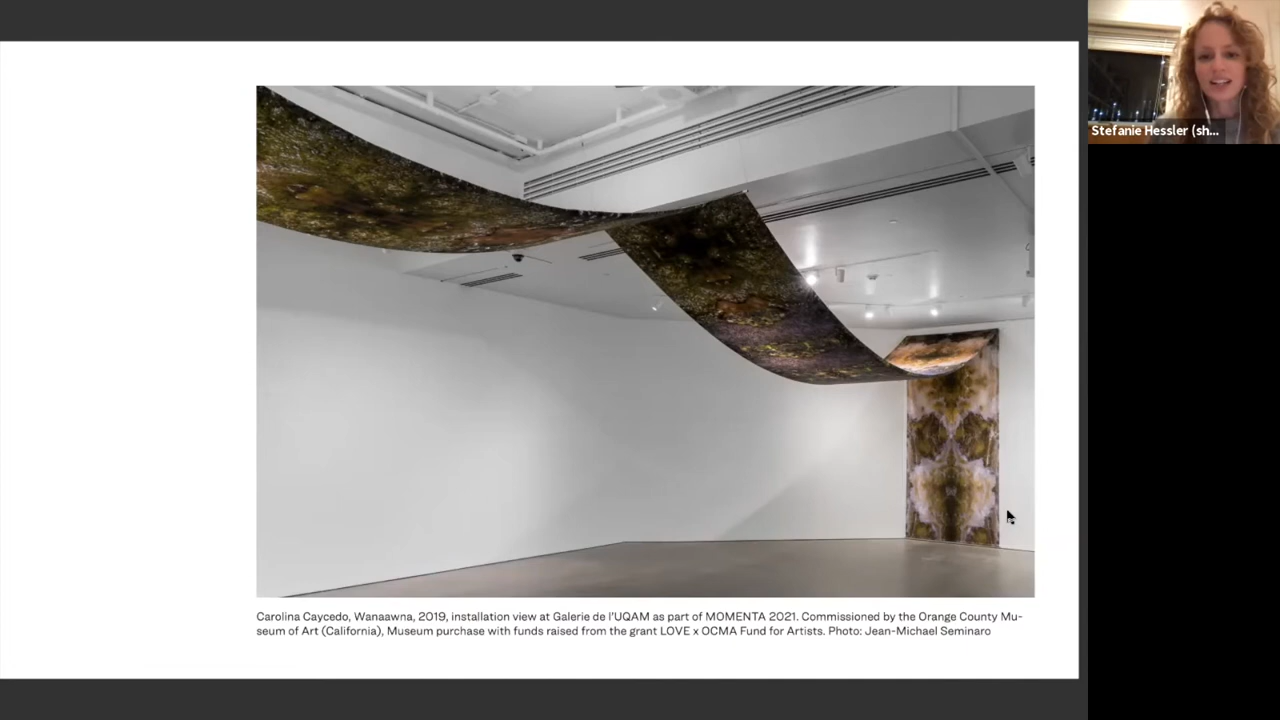 Stefanie Hessler (sh...
Carolina Caycedo, Wanaawna, 2019, installation view at Galerie de l'UQAM as part of MOMENTA 2021. Commissioned by the Orange County Mu-
seum of Art (California), Museum purchase with funds raised from the grant LOVE x OCMA Fund for Artists. Photo: Jean-Michael Seminaro